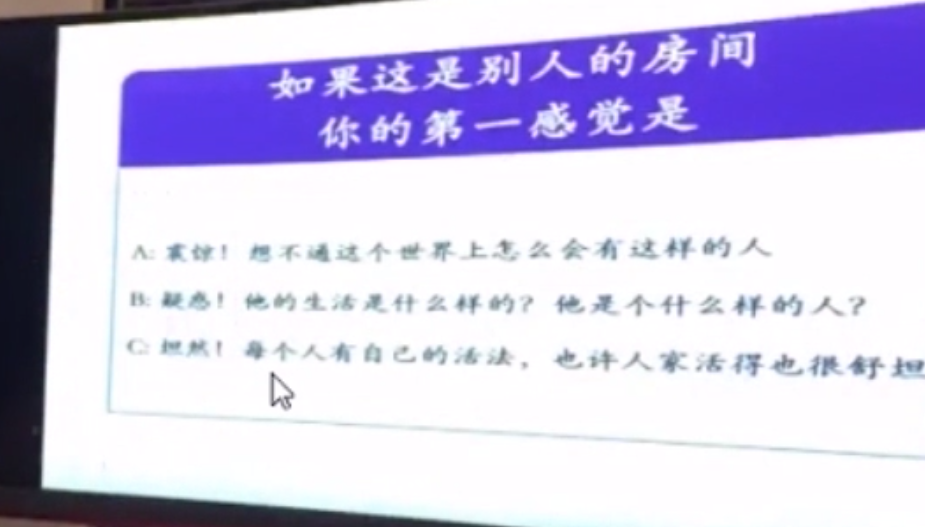 如果这是别人的房间
你的第一感觉是
A: 震惊！想不通这个世界上怎么会有这样的人
B: 疑惑！他的生活是什么样的？他是个什么样的人？
C: 坦然！每个人有自己的活法，也许人家活得也很舒坦